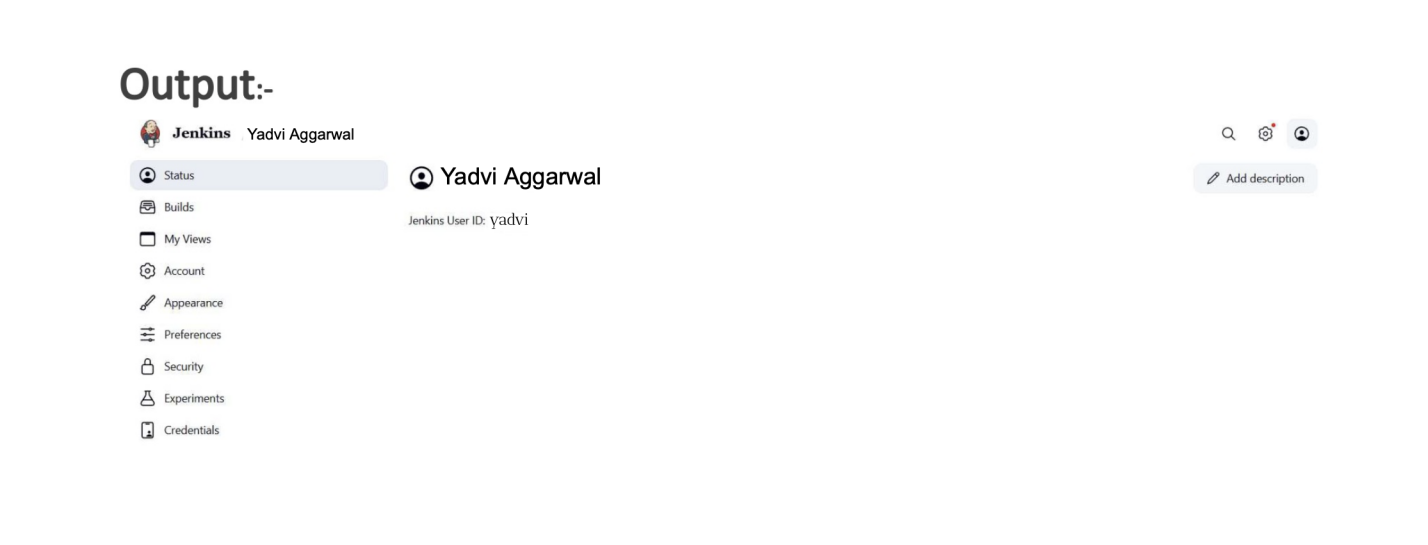 Output:-
Jenkins Yadvi Aggarwal
Status
Builds
My Views
Account
Appearance
Preferences
Security
Experiments
Credentials
Yadvi Aggarwal
Add description
Jenkins User ID: yadvi